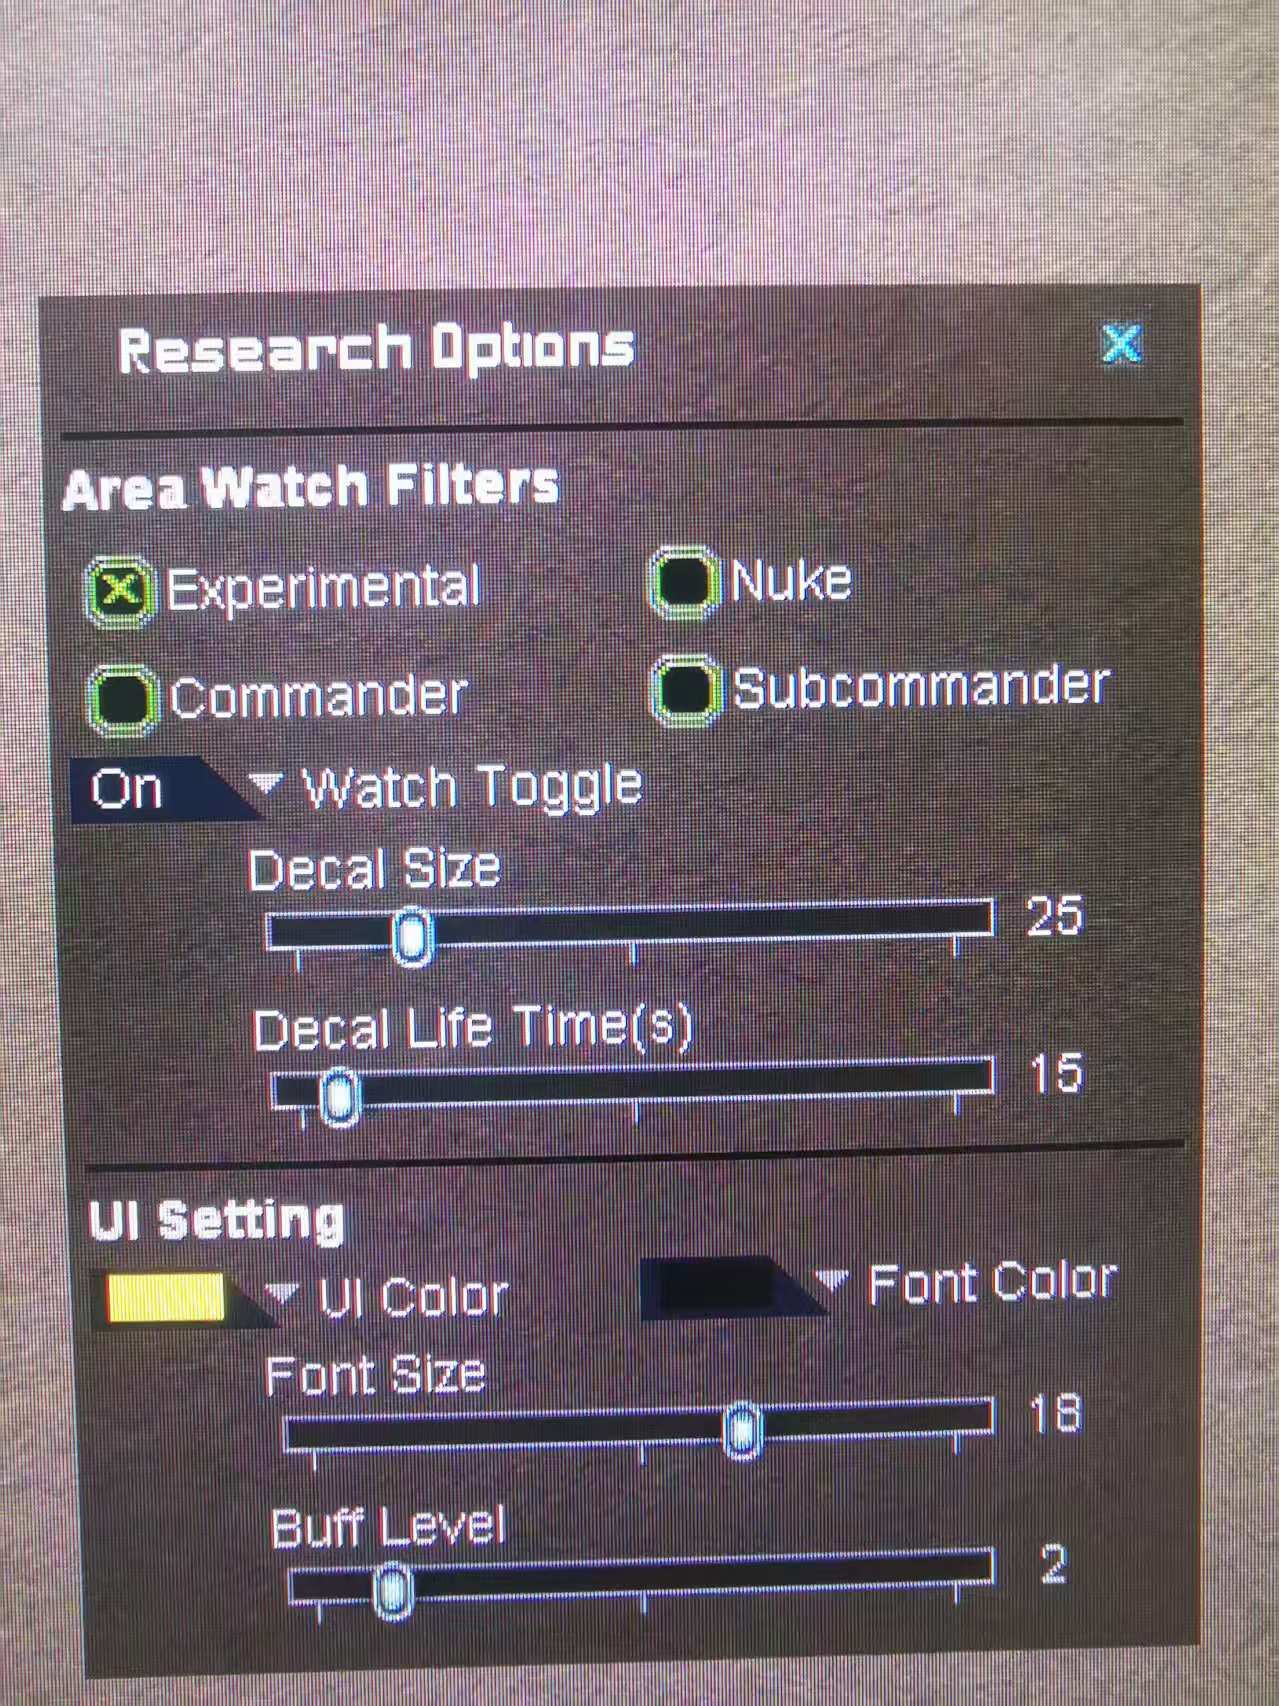 Research Options
Area Watch Filters
Experimental
Nuke
Commander
Subcommander
On
Watch Toggle
Decal Size
25
Decal Life Time(s)
15
UI Setting
UI Color
Font Color
Font Size
18
Buff Level
2